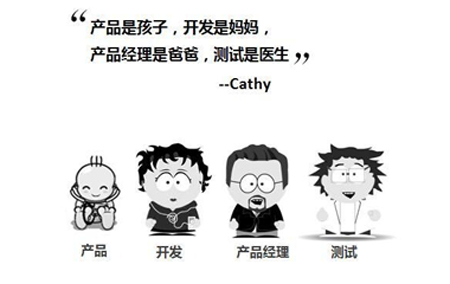 “产品是孩子，开发是妈妈，
产品经理是爸爸，测试是医生”
--Cathy
产品
开发
产品经理
测试